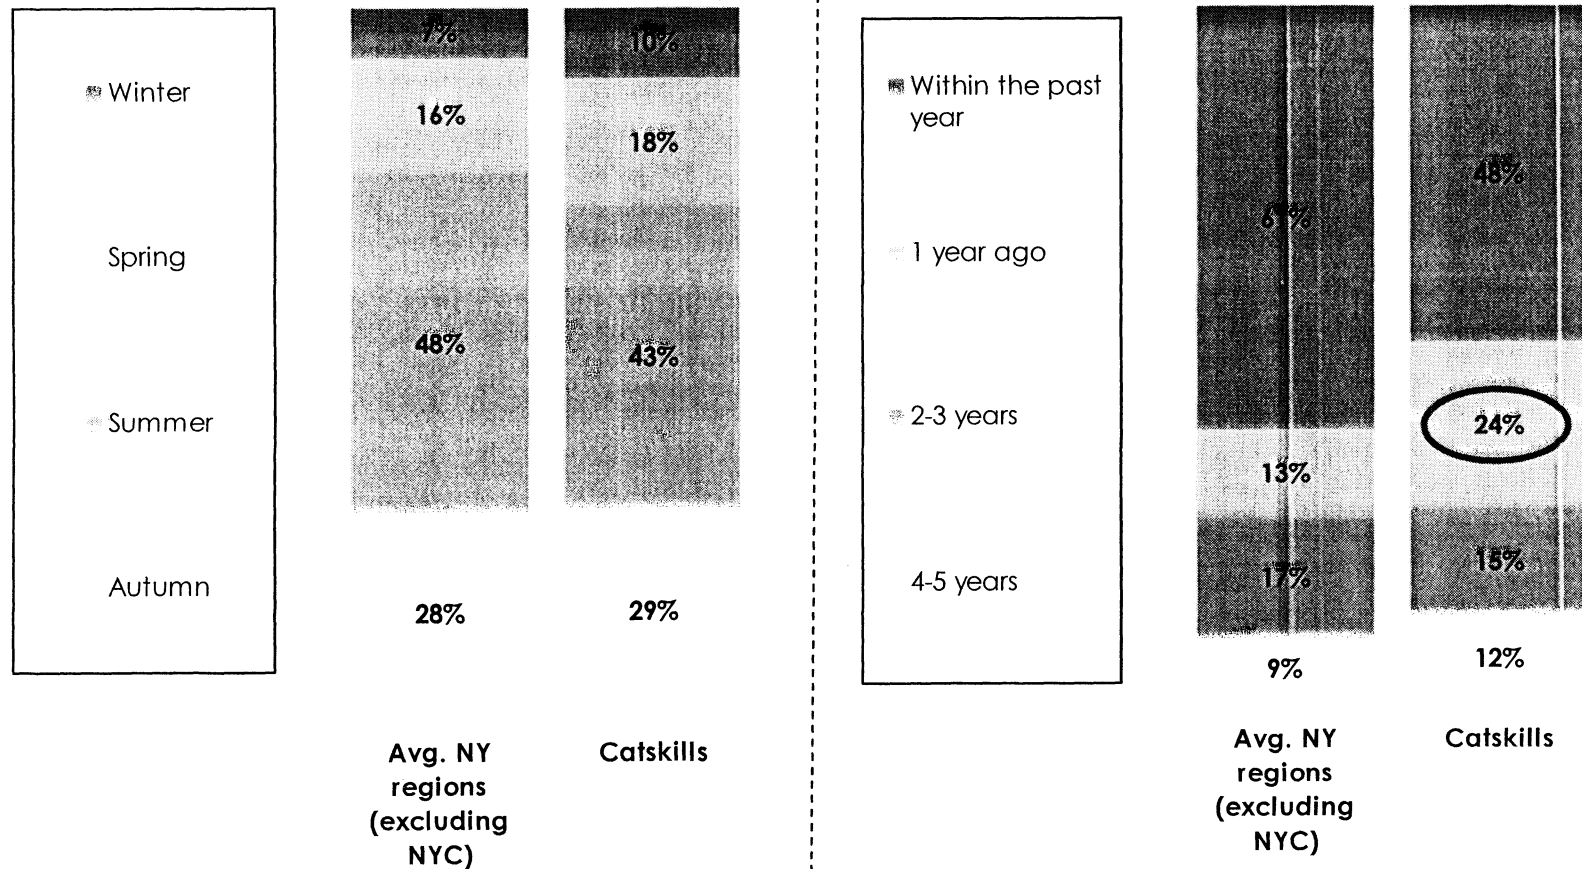 Winter
Spring
Summer
Autumn
7%
16%
48%
28%
Avg. NY
regions
(excluding
NYC)
10%
18%
43%
29%
Catskills
Within the past
year
1 year ago
2-3 years
4-5 years
13%
17%
9%
Avg. NY
regions
(excluding
NYC)
48%
24%
15%
12%
Catskills